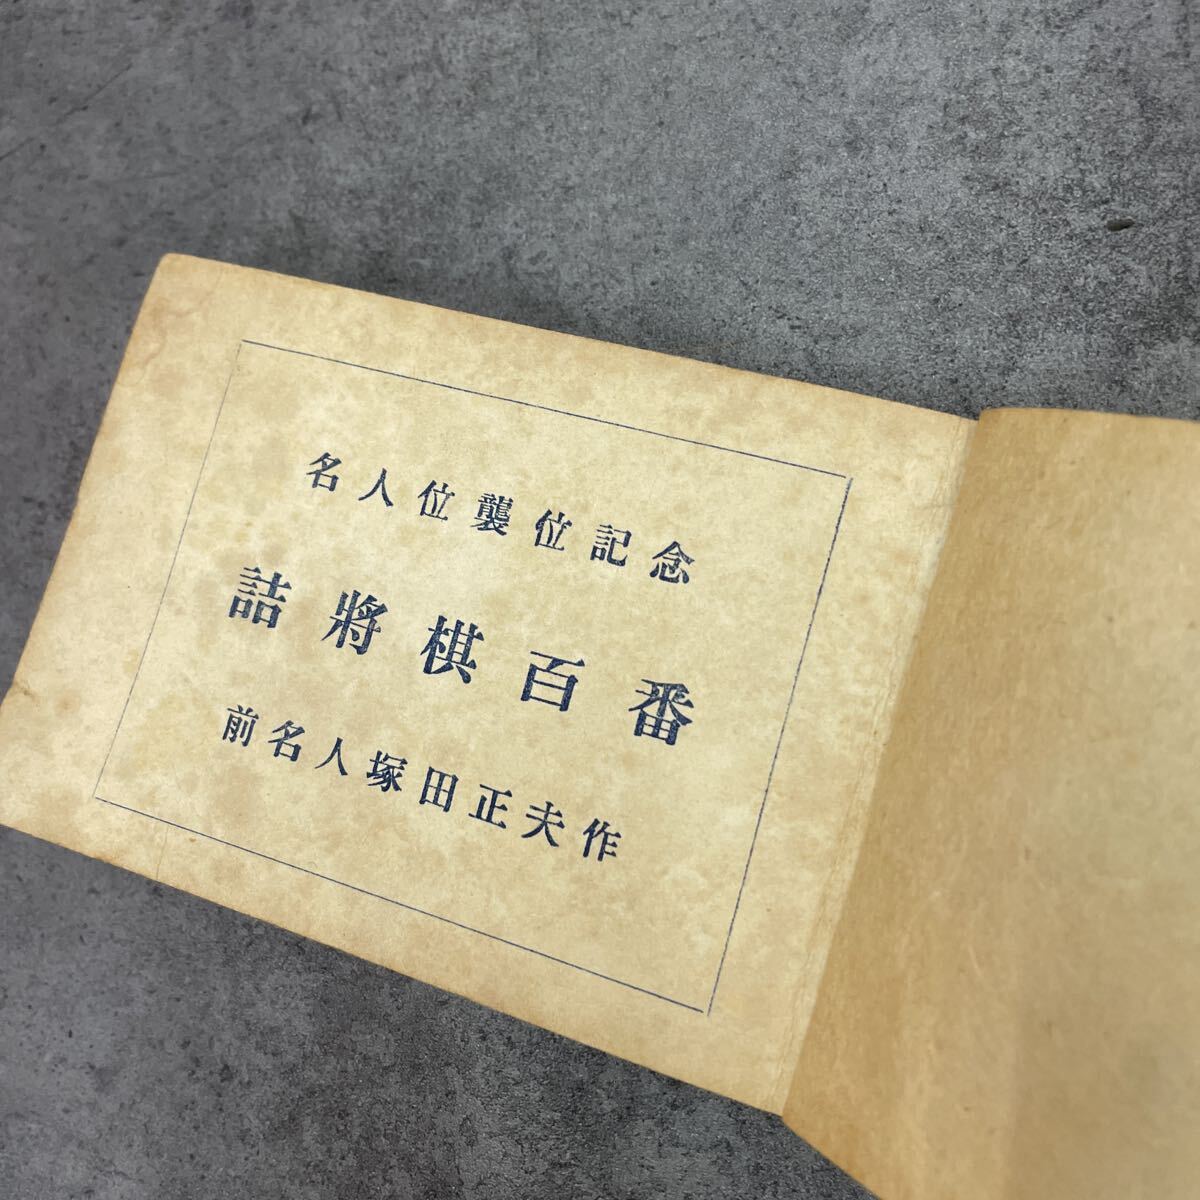 名人位襲位記念
詰將棋百番
前名人塚田正夫作